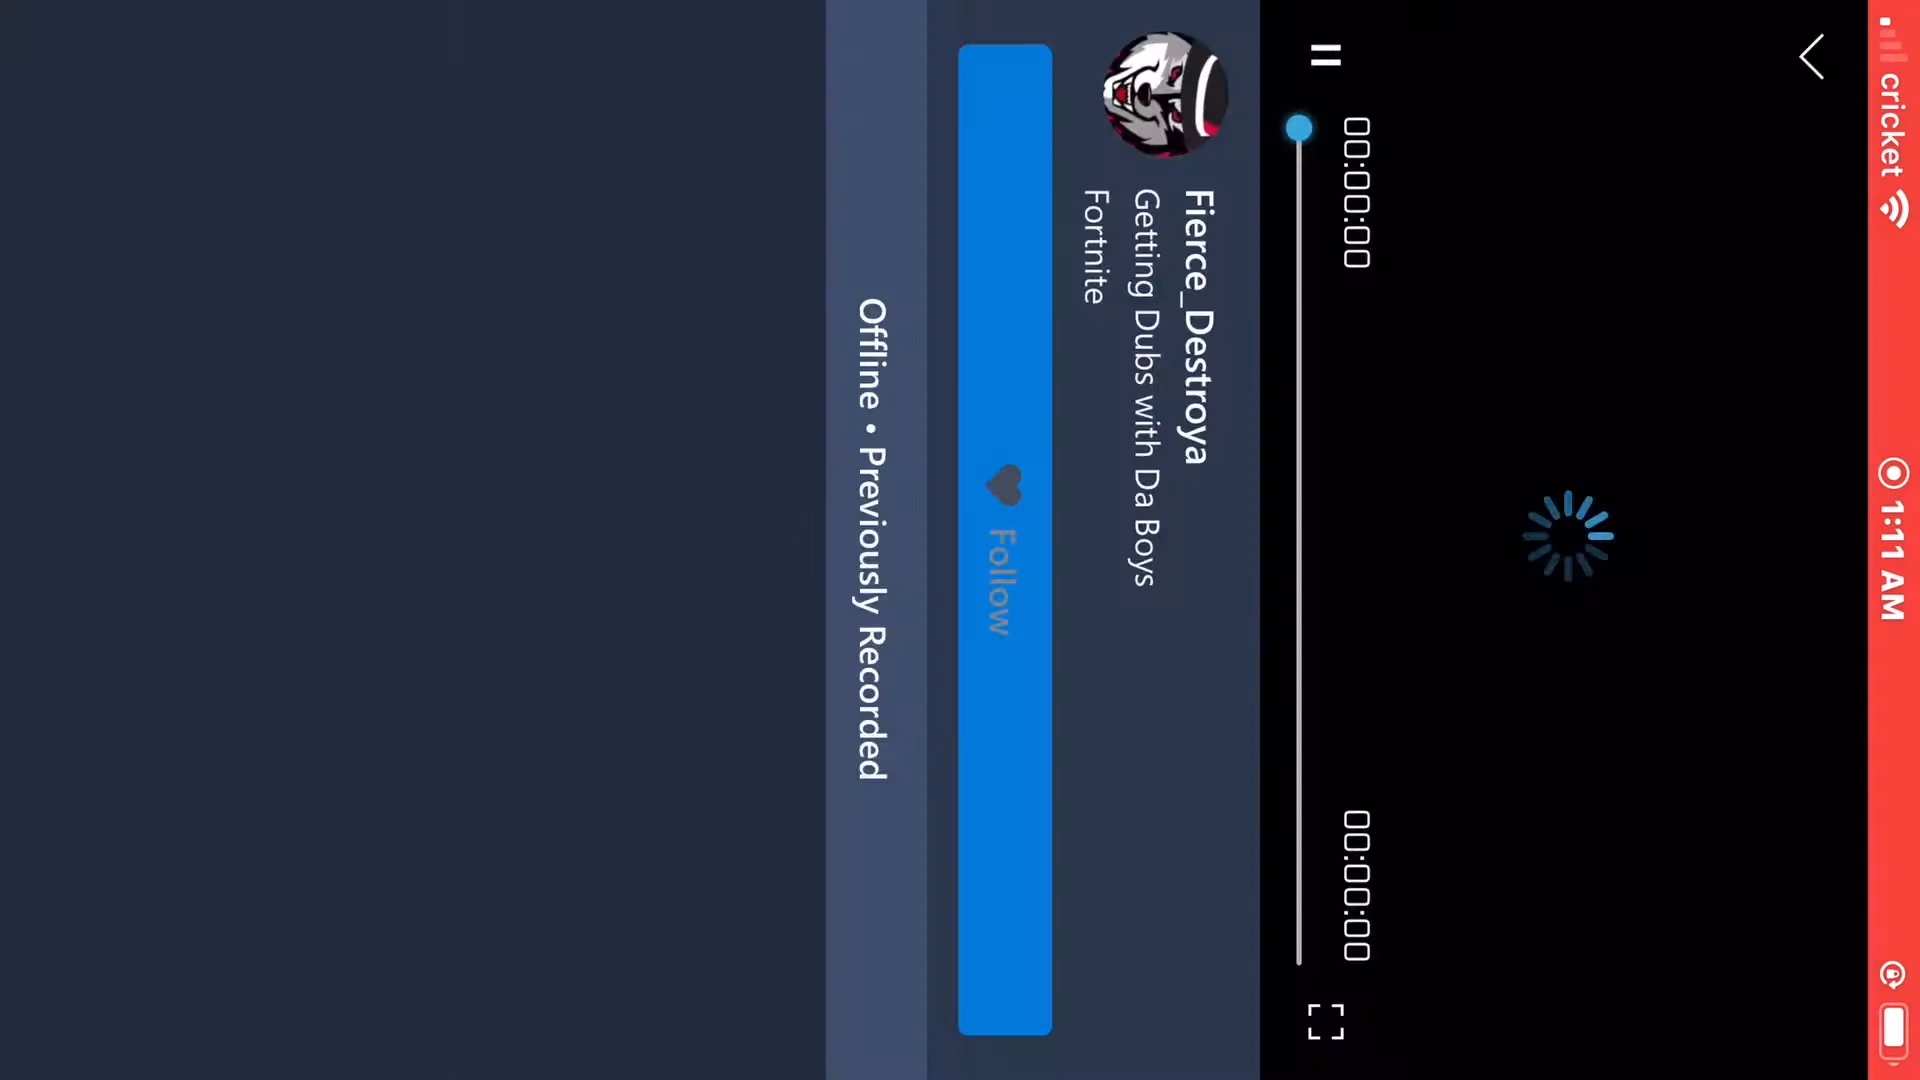 cricket
1:11 AM
00:00:00
00:00:00
Fierce_Destroya
Getting Dubs with Da Boys
Fortnite
Follow
Offline • Previously Recorded